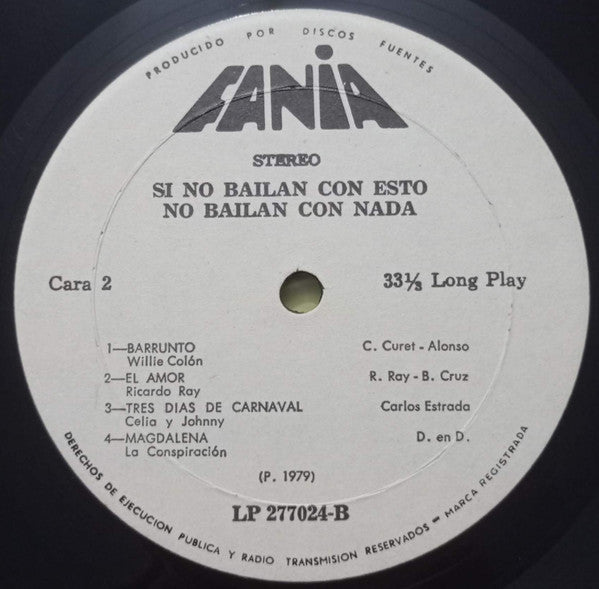 PRODUCIDO POR DISCOS FUENTES
FANIA
STEREO
SI NO BAILAN CON ESTO
NO BAILAN CON NADA
Cara 2
33⅓ Long Play
1—BARRUNTO C. Curet - Alonso
Willie Colón
2—EL AMOR R. Ray - B. Cruz
Ricardo Ray
3—TRES DIAS DE CARNAVAL Carlos Estrada
Celia y Johnny
4—MAGDALENA D. en D.
La Conspiración
(P. 1979)
LP 277024-B
DERECHOS DE EJECUCION PUBLICA Y RADIO TRANSMISION RESERVADOS - MARCA REGISTRADA